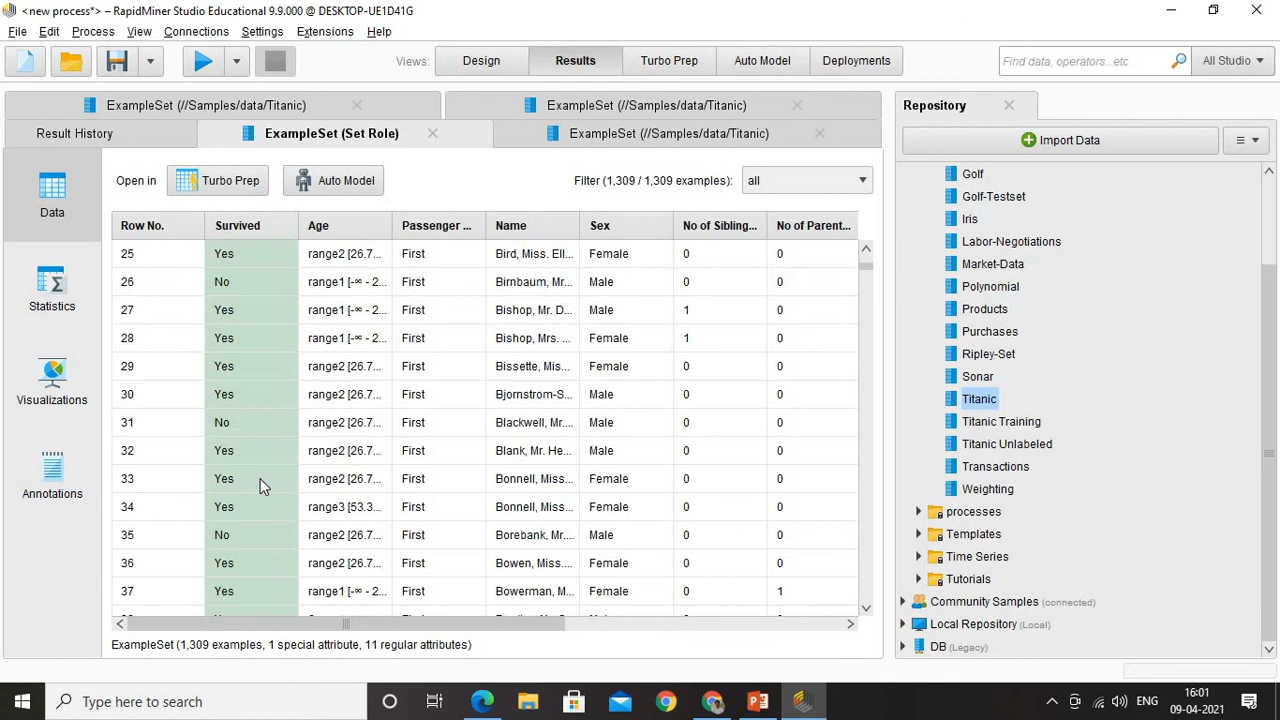 <new process*> – RapidMiner Studio Educational 9.9.000 @ DESKTOP-UE1D41G
File Edit Process View Connections Settings Extensions Help
Views: Design Results Turbo Prep Auto Model Deployments Find data, operators...etc All Studio
ExampleSet (//Samples/data/Titanic) ExampleSet (//Samples/data/Titanic)
Result History ExampleSet (Set Role) ExampleSet (//Samples/data/Titanic)
Data
Statistics
Visualizations
Annotations
Open in Turbo Prep Auto Model Filter (1,309 / 1,309 examples): all
Row No. Survived Age Passenger ... Name Sex No of Sibling... No of Parent...
25 Yes range2 [26.7... First Bird, Miss. Ell... Female 0 0
26 No range1 [-∞ - 2... First Birnbaum, Mr... Male 0 0
27 Yes range1 [-∞ - 2... First Bishop, Mr. D... Male 1 0
28 Yes range1 [-∞ - 2... First Bishop, Mrs. ... Female 1 0
29 Yes range2 [26.7... First Bissette, Mis... Female 0 0
30 Yes range2 [26.7... First Bjornstrom-S... Male 0 0
31 No range2 [26.7... First Blackwell, Mr... Male 0 0
32 Yes range2 [26.7... First Blank, Mr. He... Male 0 0
33 Yes range2 [26.7... First Bonnell, Miss... Female 0 0
34 Yes range3 [53.3... First Bonnell, Miss... Female 0 0
35 No range2 [26.7... First Borebank, Mr.... Male 0 0
36 Yes range2 [26.7... First Bowen, Miss.... Female 0 0
37 Yes range1 [-∞ - 2... First Bowerman, M... Female 0 1
ExampleSet (1,309 examples, 1 special attribute, 11 regular attributes)
Repository
Import Data
Golf
Golf-Testset
Iris
Labor-Negotiations
Market-Data
Polynomial
Products
Purchases
Ripley-Set
Sonar
Titanic
Titanic Training
Titanic Unlabeled
Transactions
Weighting
processes
Templates
Time Series
Tutorials
Community Samples (connected)
Local Repository (Local)
DB (Legacy)
Type here to search
ENG
16:01
09-04-2021